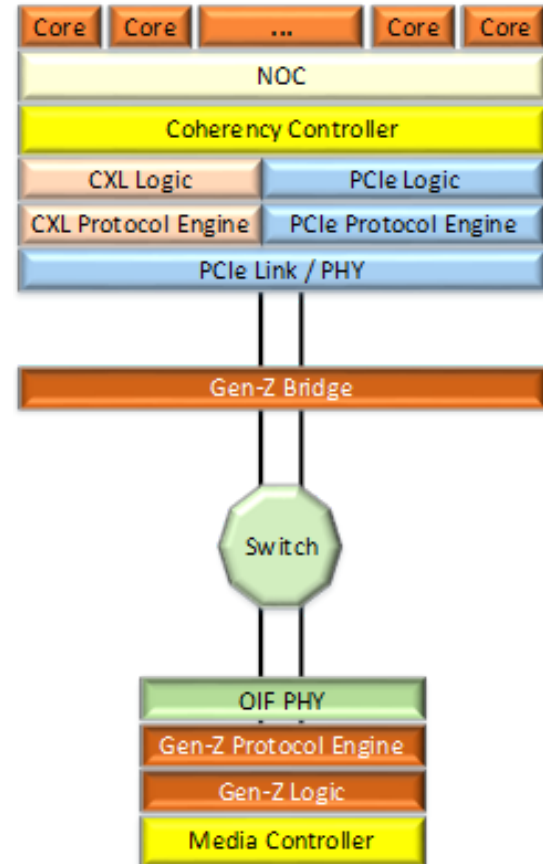 Core Core ... Core Core
NOC
Coherency Controller
CXL Logic PCIe Logic
CXL Protocol Engine PCIe Protocol Engine
PCIe Link / PHY
Gen-Z Bridge
Switch
OIF PHY
Gen-Z Protocol Engine
Gen-Z Logic
Media Controller